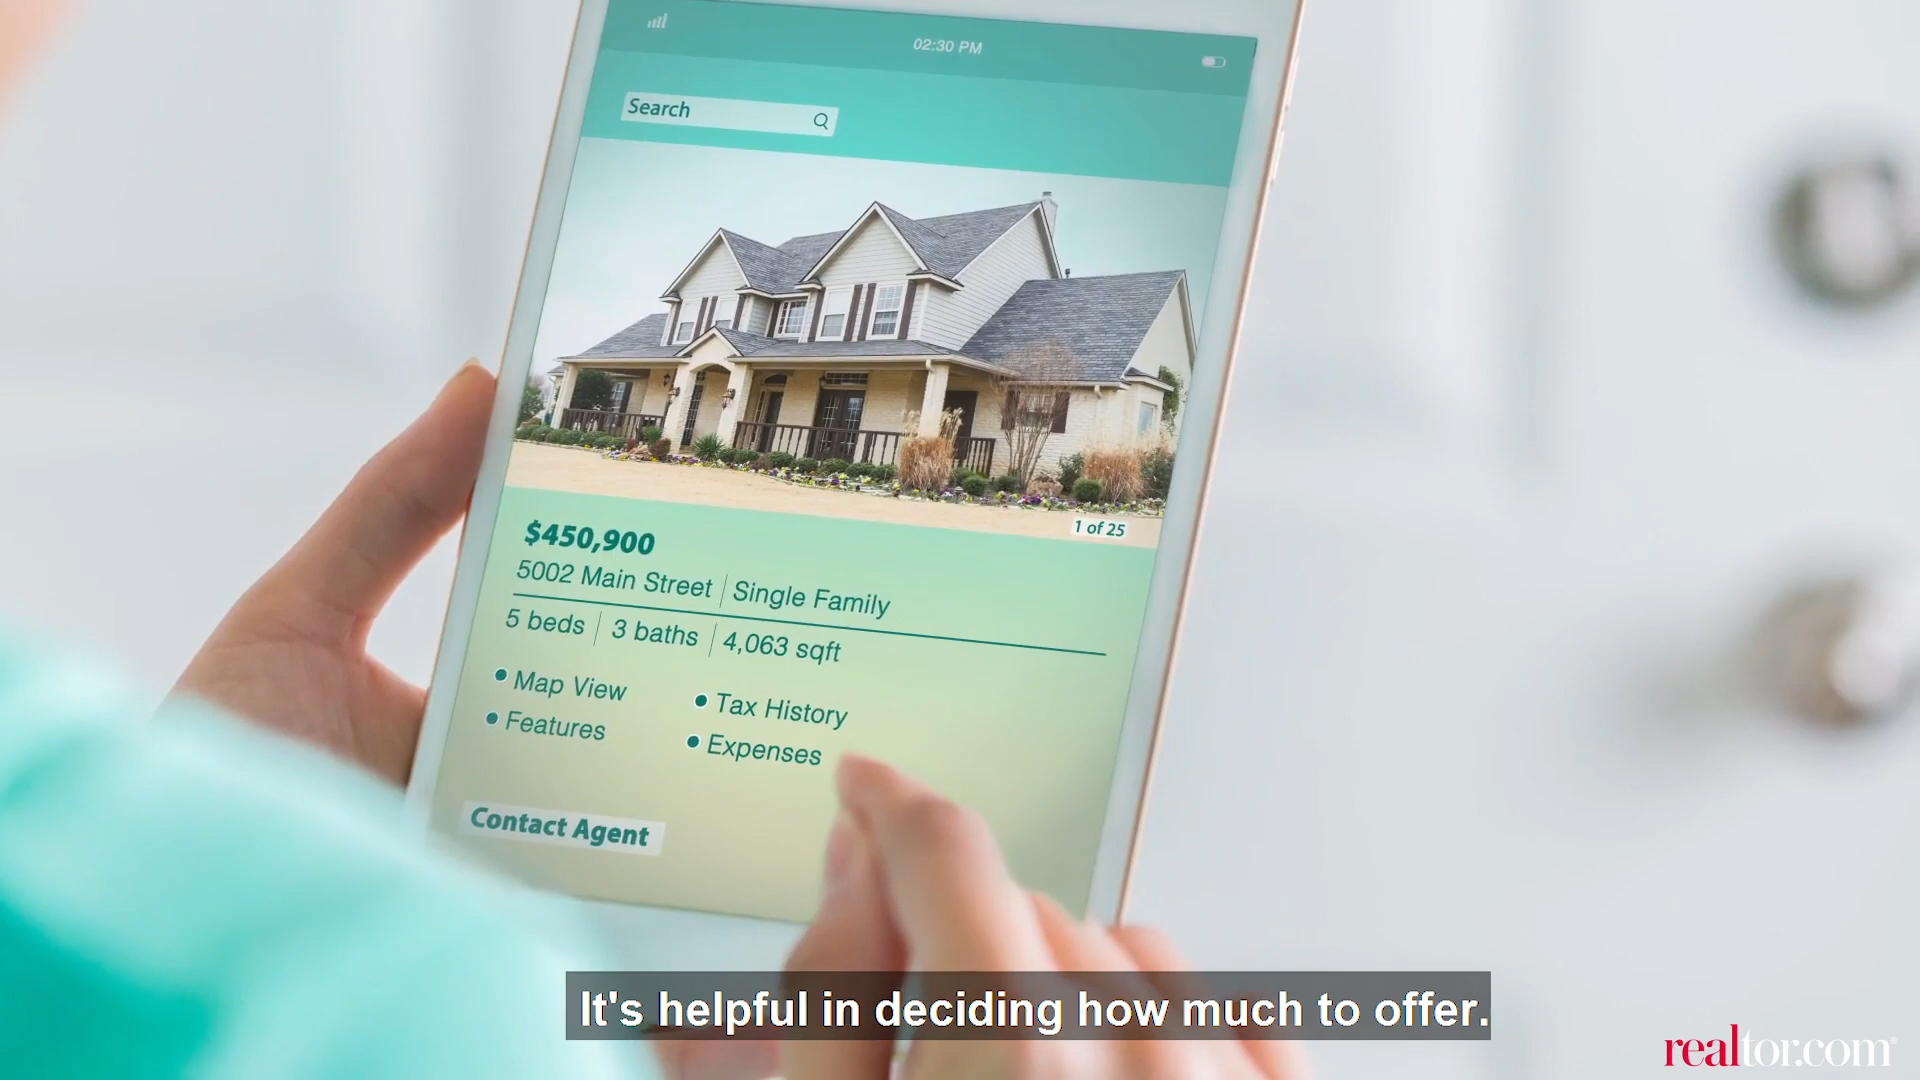 02:30 PM
Search
1 of 25
$450,900
5002 Main Street | Single Family
5 beds | 3 baths | 4,063 sqft
Map View
Tax History
Features
Expenses
Contact Agent
It's helpful in deciding how much to offer.
realtor.com®